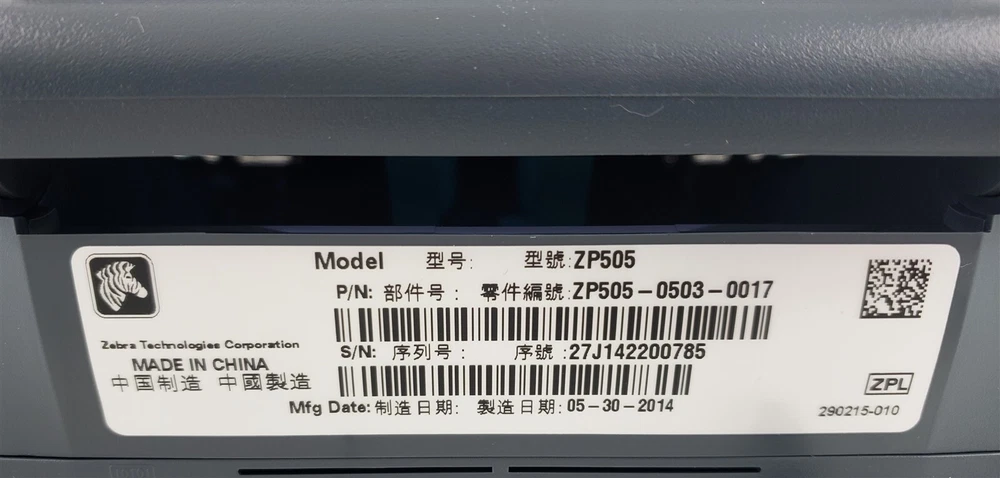 Model 型号: 型號:ZP505
P/N: 部件号: 零件編號:ZP505-0503-0017
Zebra Technologies Corporation
S/N: 序列号: 序號:27J142200785
MADE IN CHINA
中国制造 中國製造
ZPL
Mfg Date:制造日期: 製造日期:05-30-2014
290215-010